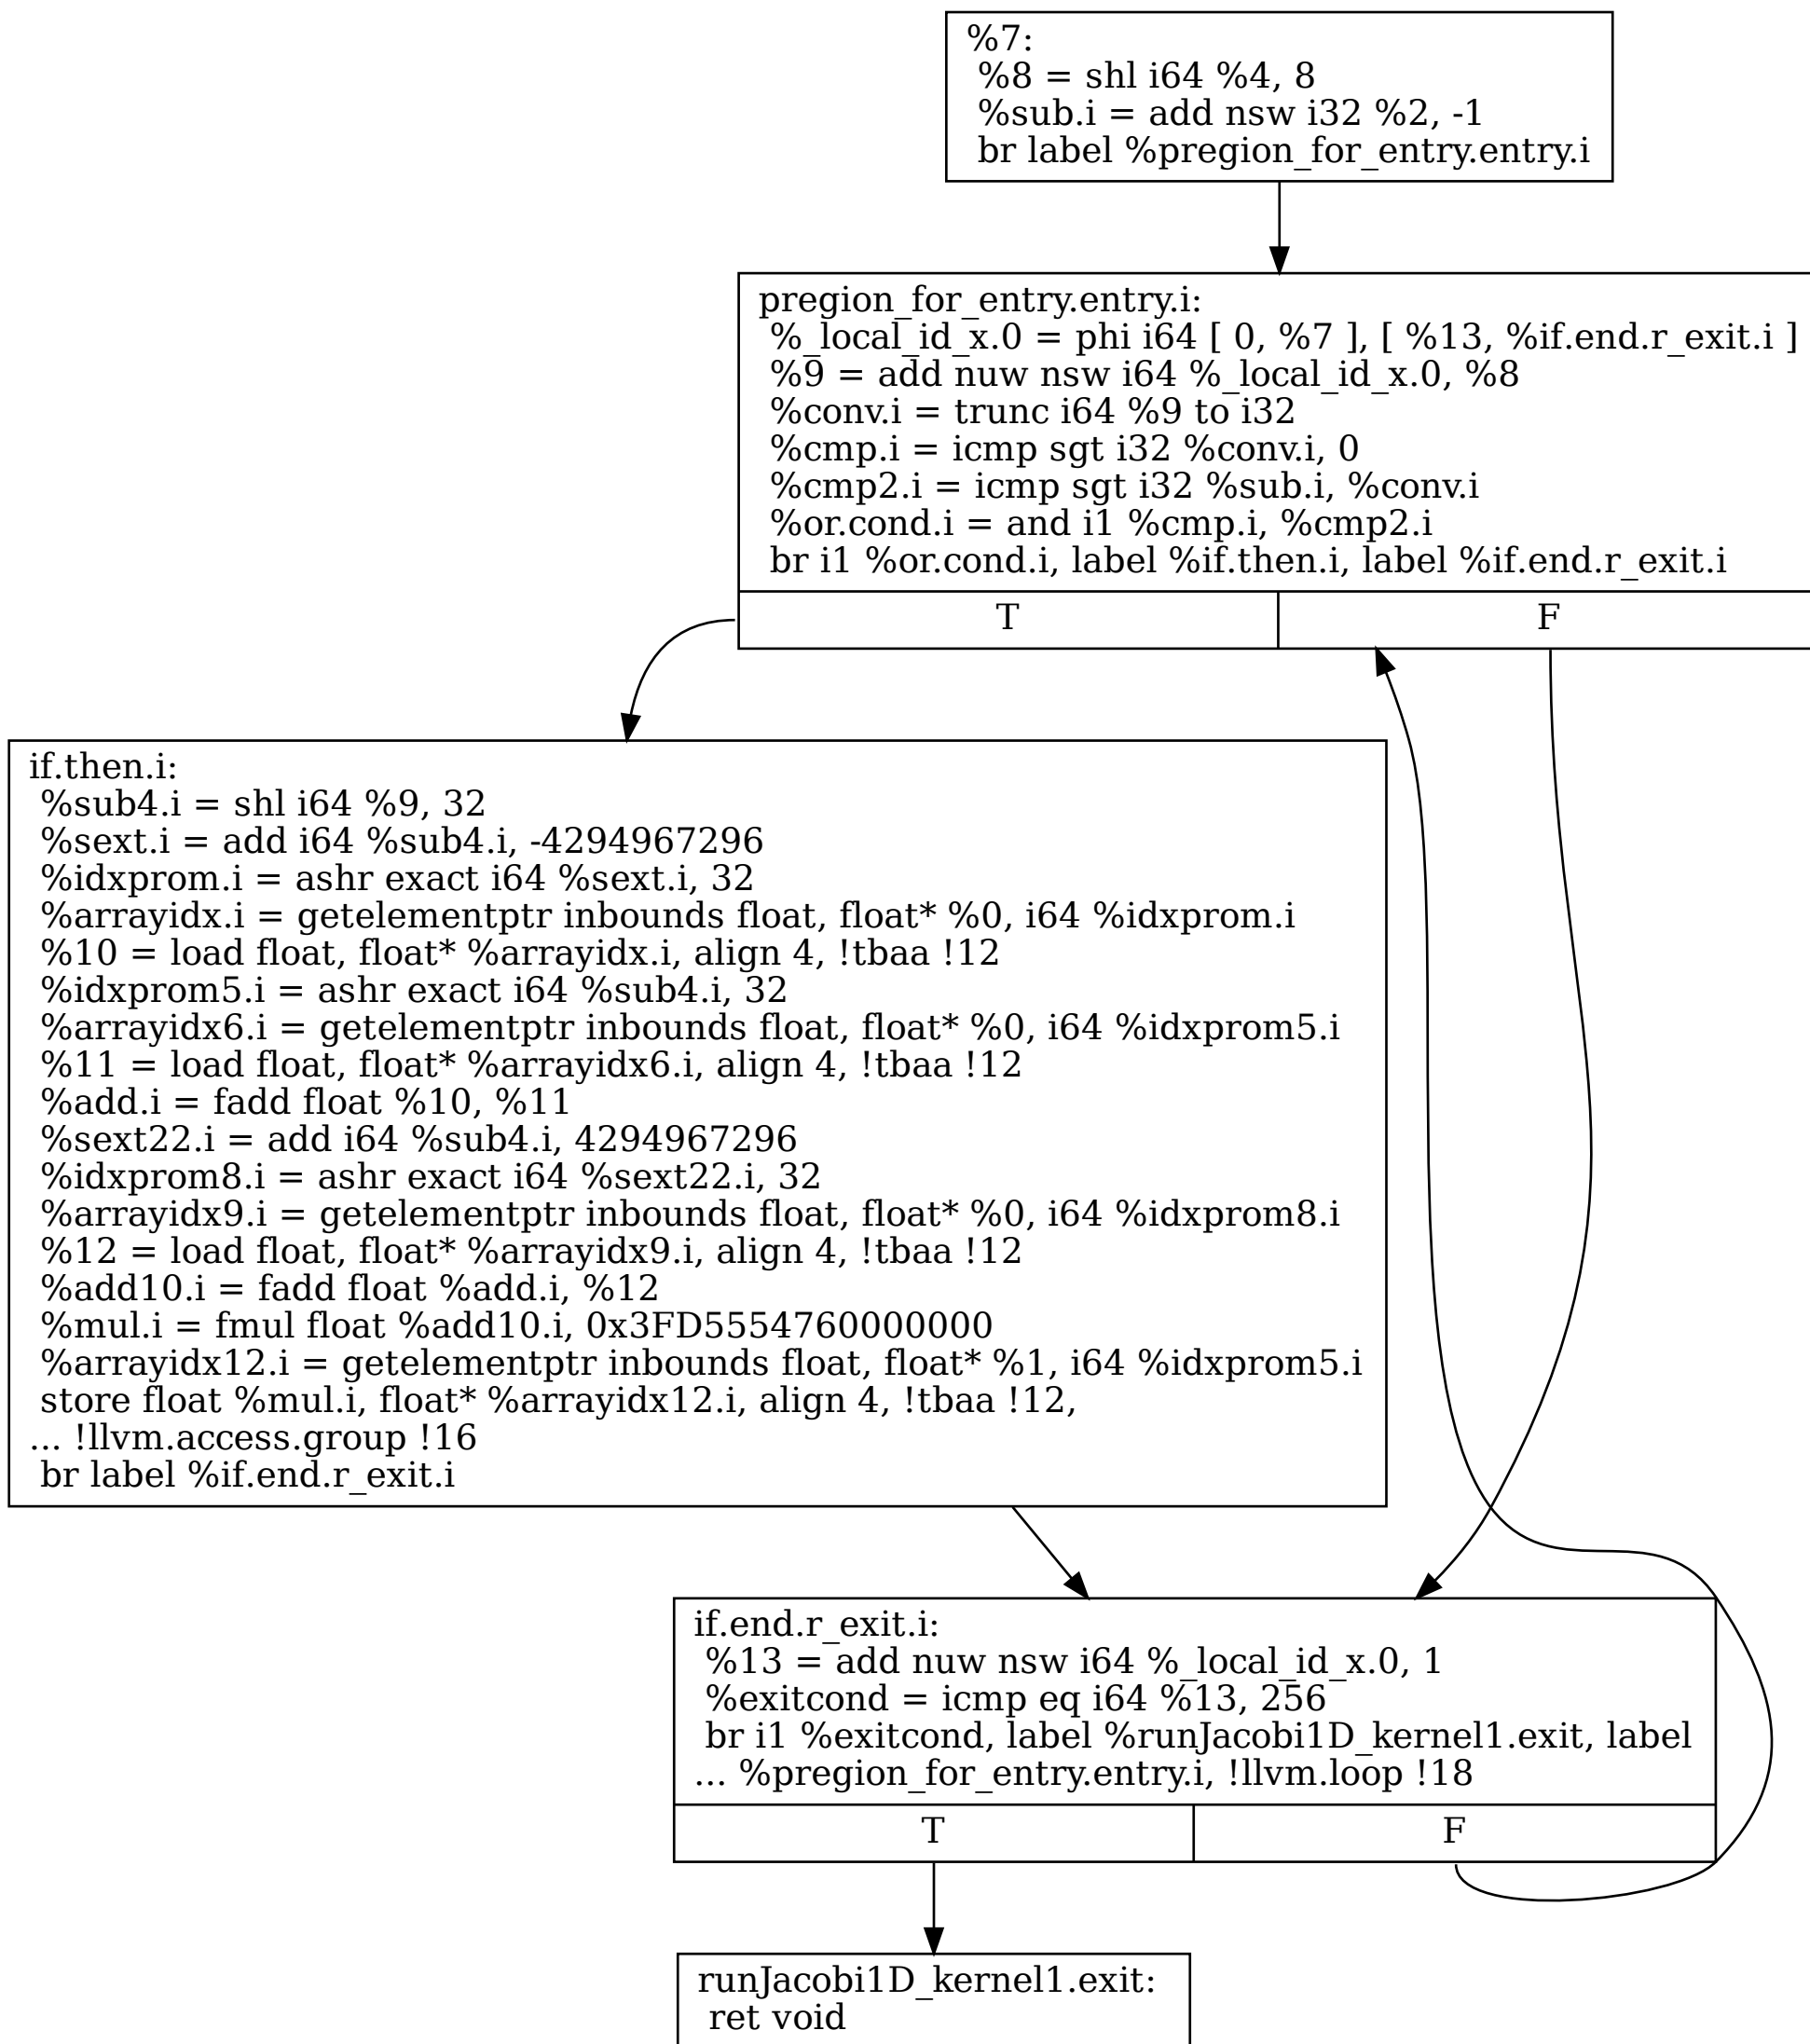 %7:
%8 = shl i64 %4, 8
%sub.i = add nsw i32 %2, -1
br label %pregion_for_entry.entry.i
pregion_for_entry.entry.i:
%_local_id_x.0 = phi i64 [ 0, %7 ], [ %13, %if.end.r_exit.i ]
%9 = add nuw nsw i64 %_local_id_x.0, %8
%conv.i = trunc i64 %9 to i32
%cmp.i = icmp sgt i32 %conv.i, 0
%cmp2.i = icmp sgt i32 %sub.i, %conv.i
%or.cond.i = and i1 %cmp.i, %cmp2.i
br i1 %or.cond.i, label %if.then.i, label %if.end.r_exit.i
T F
if.then.i:
%sub4.i = shl i64 %9, 32
%sext.i = add i64 %sub4.i, -4294967296
%idxprom.i = ashr exact i64 %sext.i, 32
%arrayidx.i = getelementptr inbounds float, float* %0, i64 %idxprom.i
%10 = load float, float* %arrayidx.i, align 4, !tbaa !12
%idxprom5.i = ashr exact i64 %sub4.i, 32
%arrayidx6.i = getelementptr inbounds float, float* %0, i64 %idxprom5.i
%11 = load float, float* %arrayidx6.i, align 4, !tbaa !12
%add.i = fadd float %10, %11
%sext22.i = add i64 %sub4.i, 4294967296
%idxprom8.i = ashr exact i64 %sext22.i, 32
%arrayidx9.i = getelementptr inbounds float, float* %0, i64 %idxprom8.i
%12 = load float, float* %arrayidx9.i, align 4, !tbaa !12
%add10.i = fadd float %add.i, %12
%mul.i = fmul float %add10.i, 0x3FD5554760000000
%arrayidx12.i = getelementptr inbounds float, float* %1, i64 %idxprom5.i
store float %mul.i, float* %arrayidx12.i, align 4, !tbaa !12,
... !llvm.access.group !16
br label %if.end.r_exit.i
if.end.r_exit.i:
%13 = add nuw nsw i64 %_local_id_x.0, 1
%exitcond = icmp eq i64 %13, 256
br i1 %exitcond, label %runJacobi1D_kernel1.exit, label
... %pregion_for_entry.entry.i, !llvm.loop !18
T F
runJacobi1D_kernel1.exit:
ret void